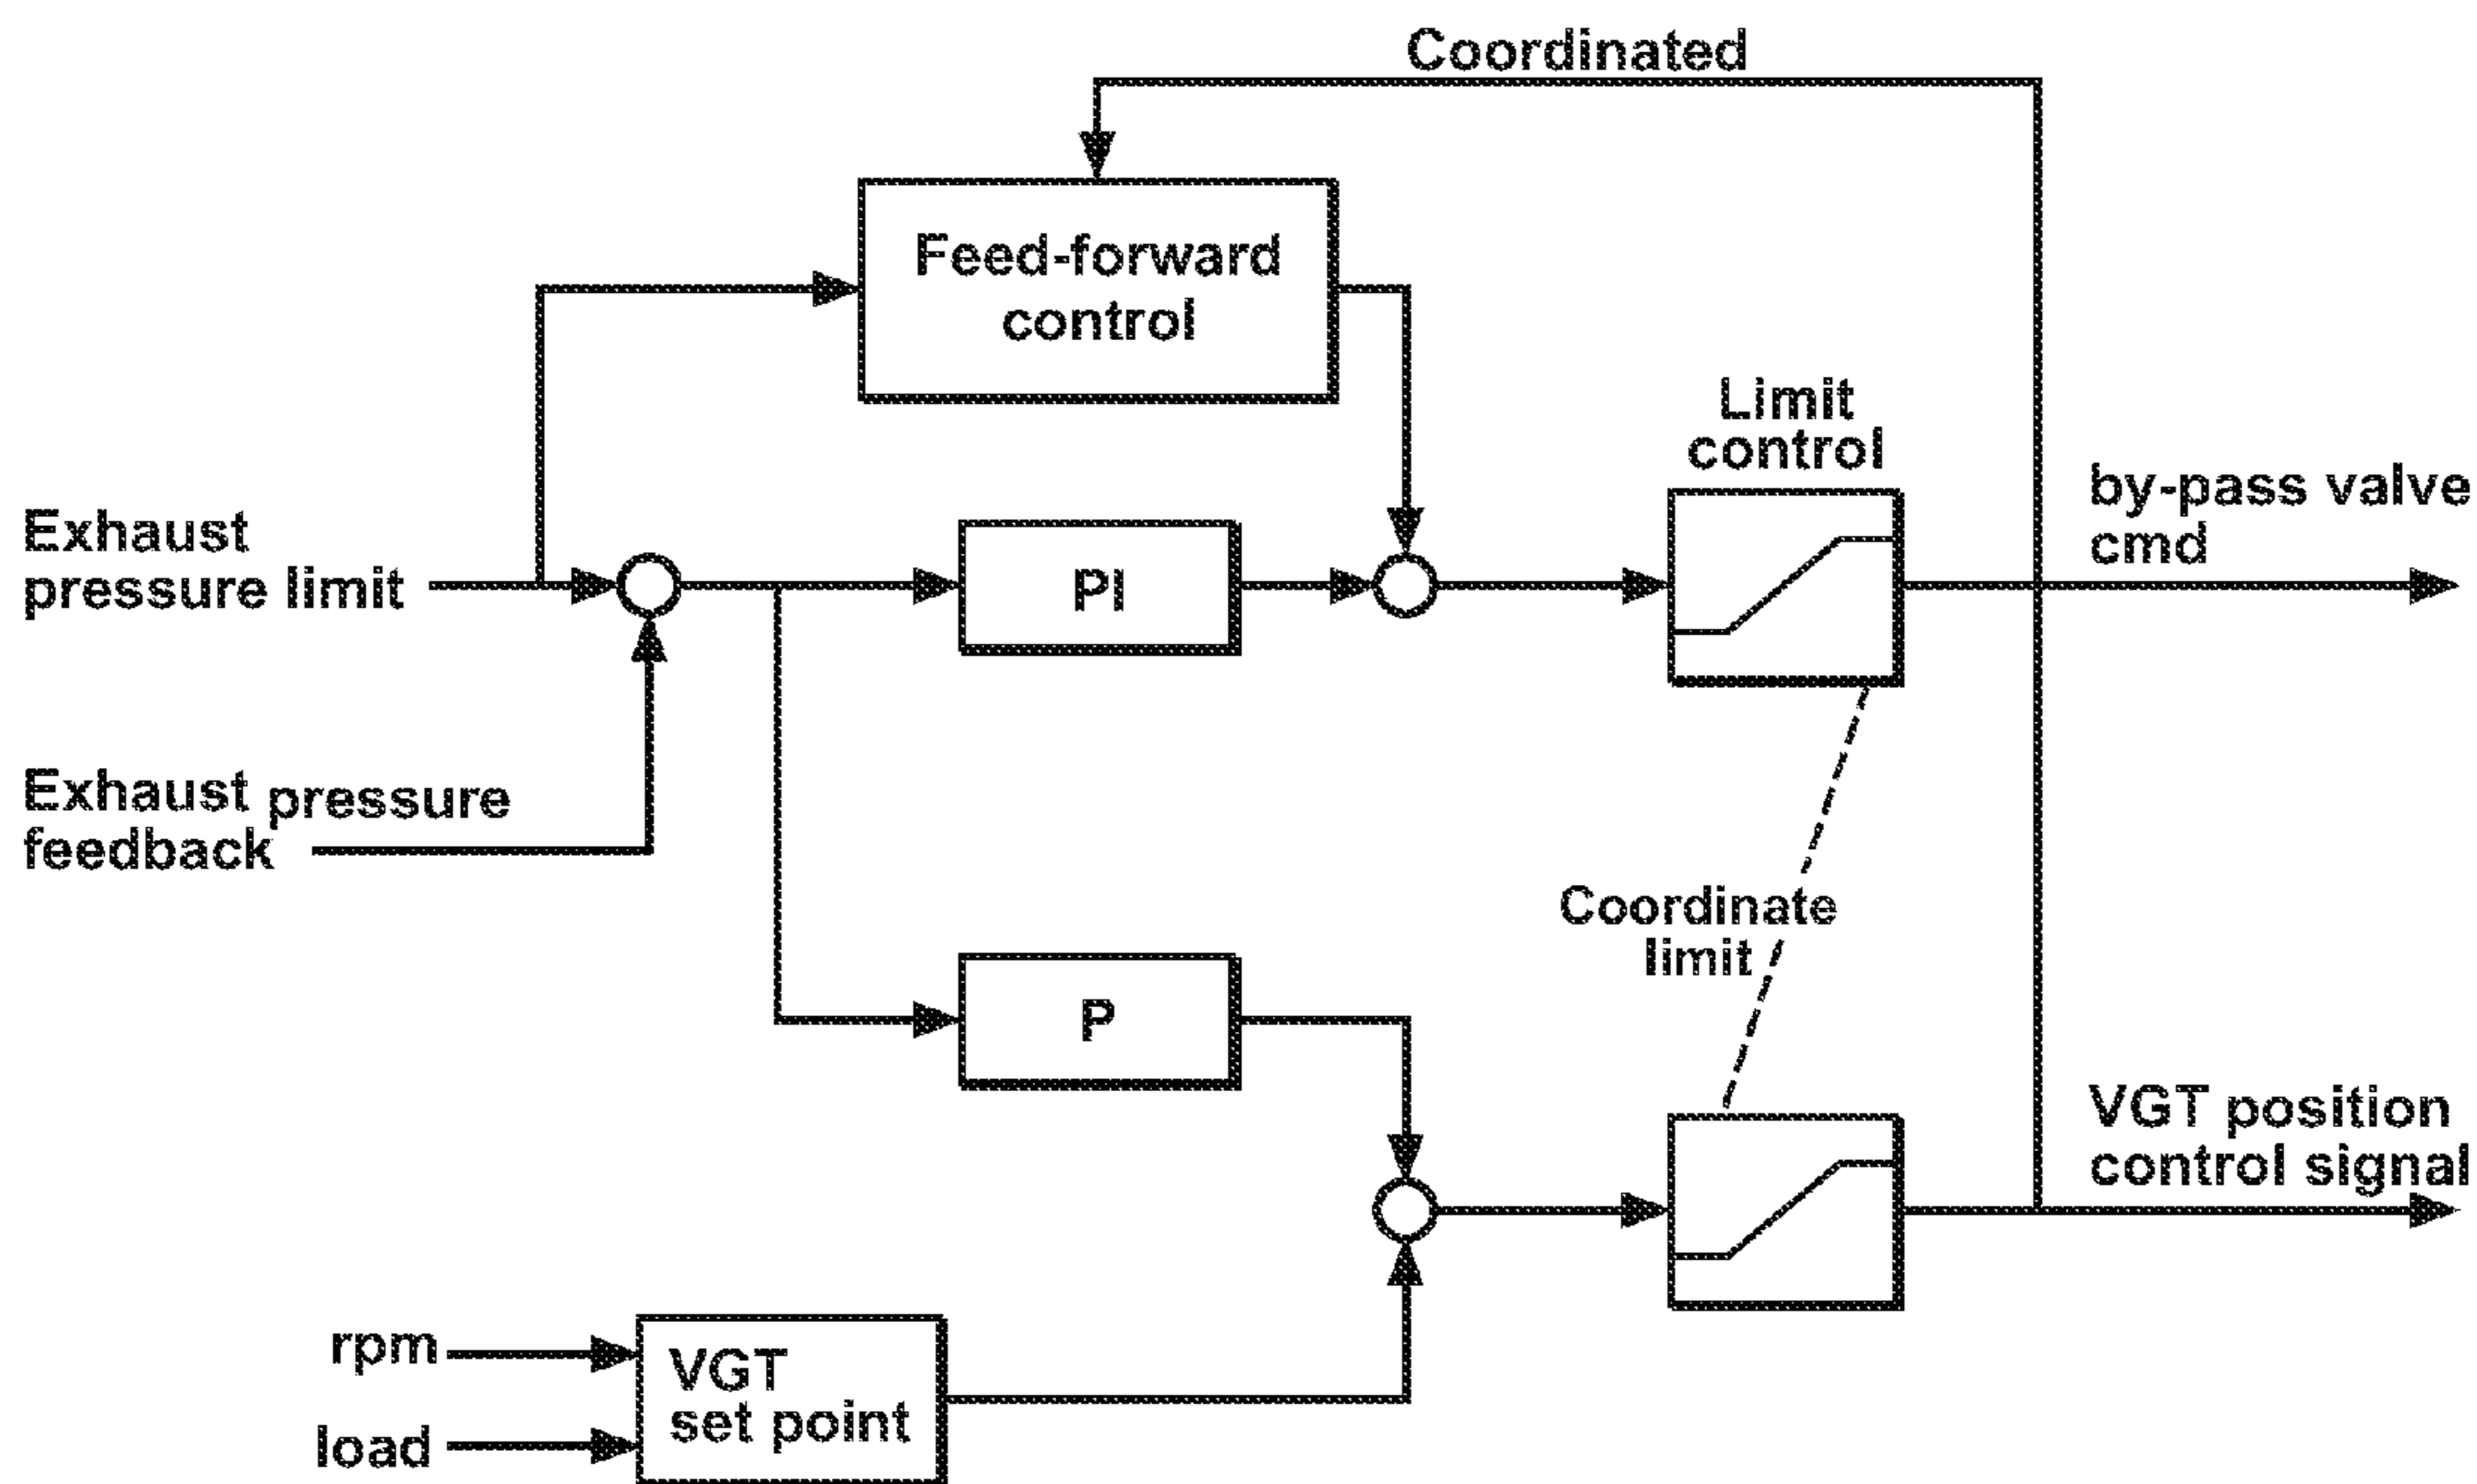 Coordinated
Feed-forward
control
Limit
control
by-pass valve
cmd
Exhaust
pressure limit
PI
Exhaust pressure
feedback
Coordinate
limit
P
VGT position
control signal
rpm
load
VGT
set point